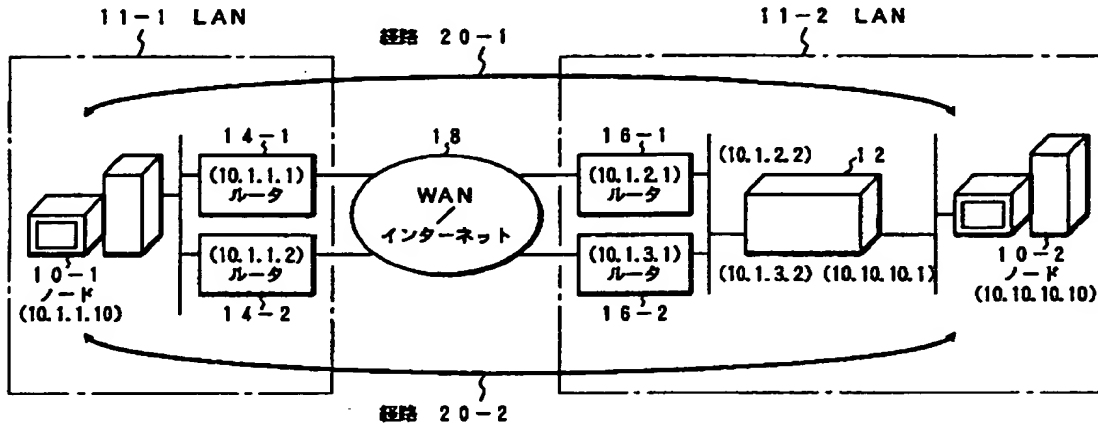 11-1 LAN
11-2 LAN
経路 20-1
14-1
(10.1.1.1)
ルータ
18
WAN
/
インターネット
16-1
(10.1.2.1)
ルータ
(10.1.2.2)
12
10-1
ノード
(10.1.1.10)
(10.1.1.2)
ルータ
14-2
(10.1.3.1)
ルータ
16-2
(10.1.3.2) (10.10.10.1)
10-2
ノード
(10.10.10.10)
経路 20-2